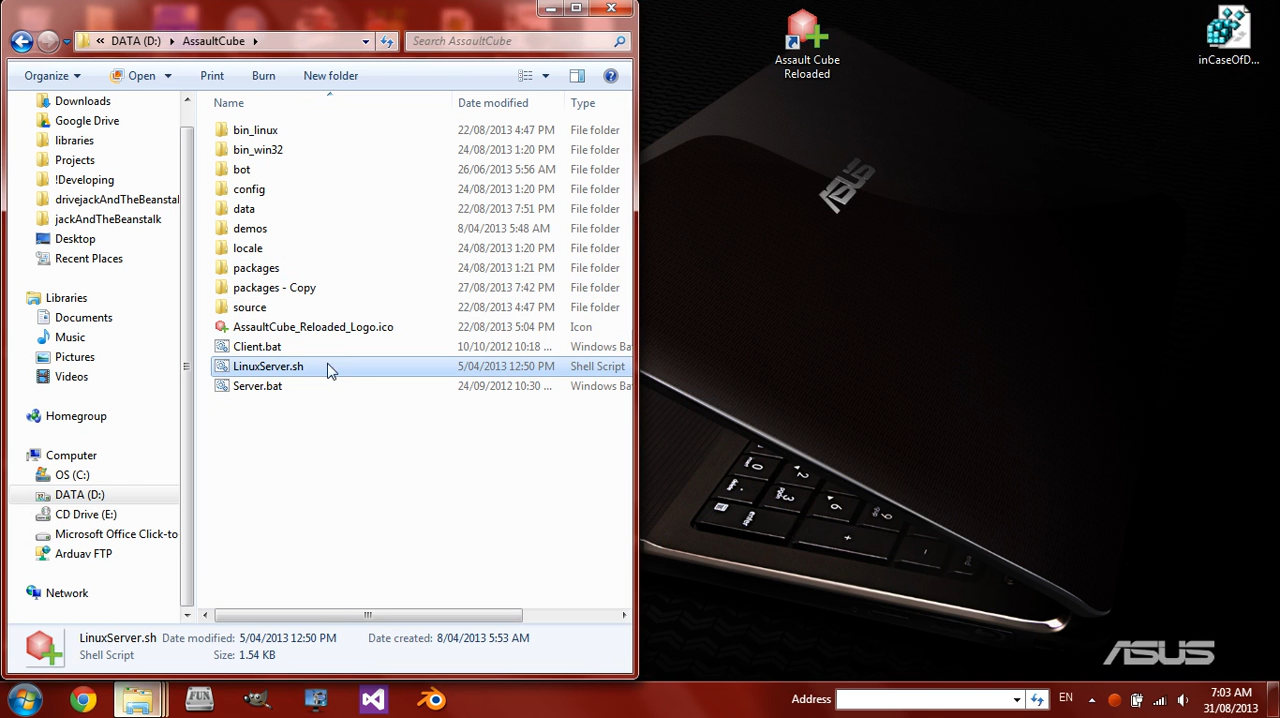 DATA (D:) AssaultCube
Search AssaultCube
Organize Open Print Burn New folder
Name Date modified Type
Downloads
Google Drive
libraries
Projects
!Developing
drivejackAndTheBeanstal
jackAndTheBeanstalk
Desktop
Recent Places
Libraries
Documents
Music
Pictures
Videos
Homegroup
Computer
OS (C:)
DATA (D:)
CD Drive (E:)
Microsoft Office Click-to
Arduav FTP
Network
bin_linux 22/08/2013 4:47 PM File folder
bin_win32 24/08/2013 1:20 PM File folder
bot 26/06/2013 5:56 AM File folder
config 24/08/2013 1:20 PM File folder
data 22/08/2013 7:51 PM File folder
demos 8/04/2013 5:48 AM File folder
locale 24/08/2013 1:20 PM File folder
packages 24/08/2013 1:21 PM File folder
packages - Copy 27/08/2013 7:42 PM File folder
source 22/08/2013 4:47 PM File folder
AssaultCube_Reloaded_Logo.ico 22/08/2013 5:04 PM Icon
Client.bat 10/10/2012 10:18 ... Windows Ba
LinuxServer.sh 5/04/2013 12:50 PM Shell Script
Server.bat 24/09/2012 10:30 ... Windows Ba
LinuxServer.sh Date modified: 5/04/2013 12:50 PM Date created: 8/04/2013 5:53 AM
Shell Script Size: 1.54 KB
Assault Cube
Reloaded
inCaseOfD...
ASUS
ASUS
FUN
Address
EN
7:03 AM
31/08/2013